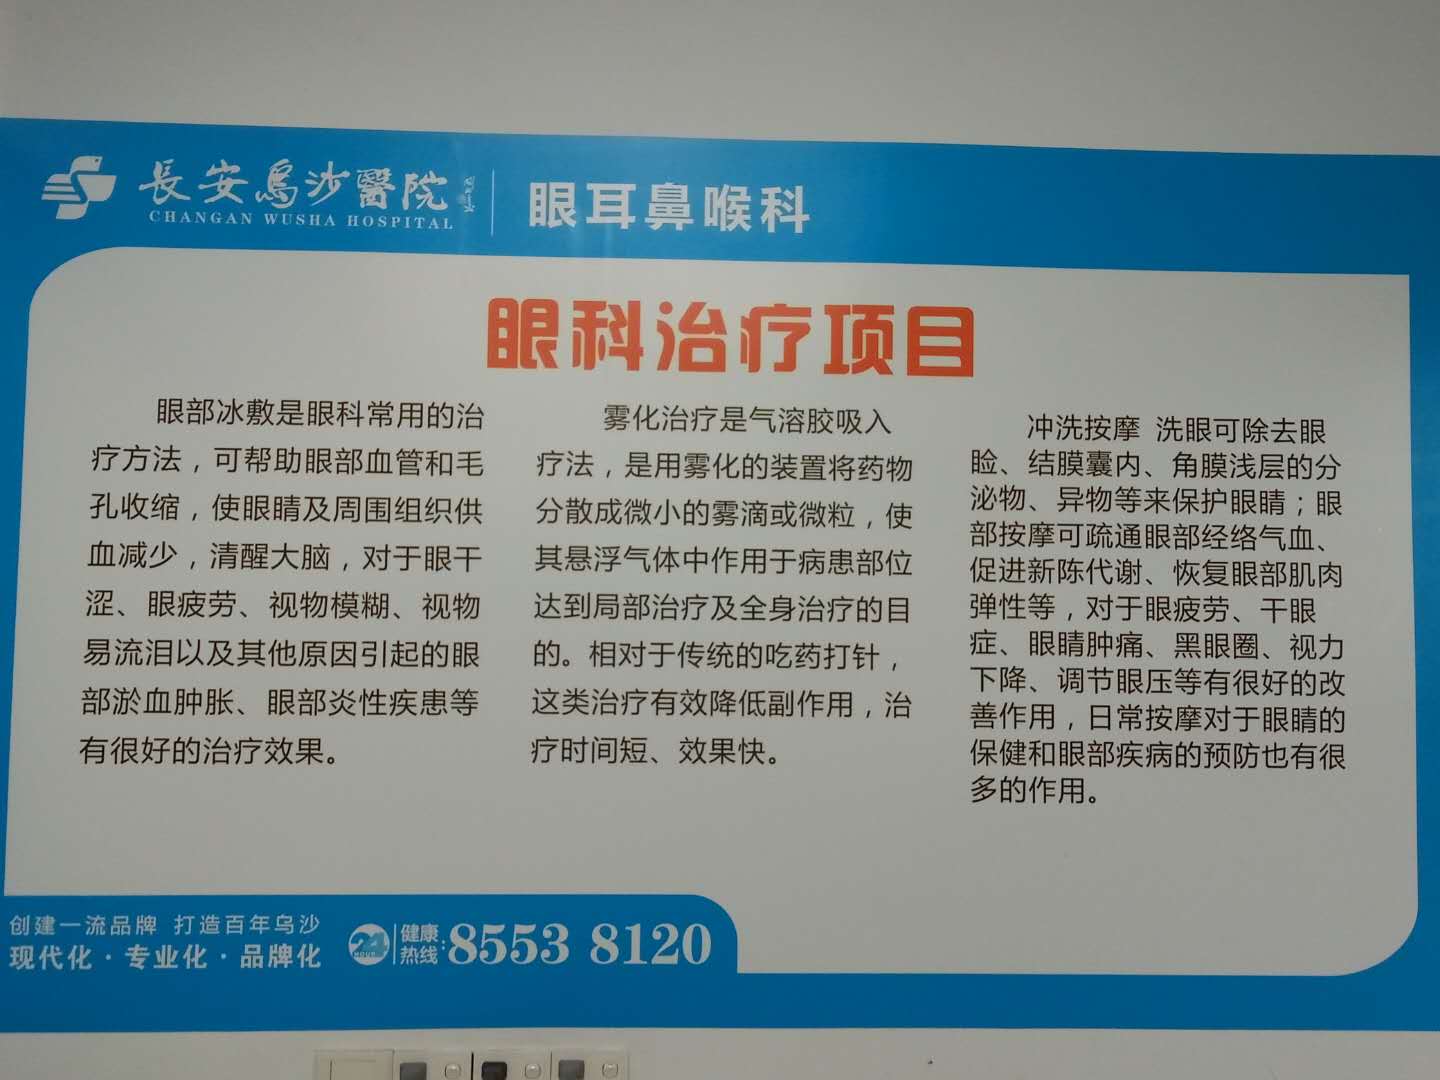 長安烏沙醫院
CHANGAN WUSHA HOSPITAL
眼耳鼻喉科
眼科治疗项目
眼部冰敷是眼科常用的治
疗方法，可帮助眼部血管和毛
孔收缩，使眼睛及周围组织供
血减少，清醒大脑，对于眼干
涩、眼疲劳、视物模糊、视物
易流泪以及其他原因引起的眼
部淤血肿胀、眼部炎性疾患等
有很好的治疗效果。
雾化治疗是气溶胶吸入
疗法，是用雾化的装置将药物
分散成微小的雾滴或微粒，使
其悬浮气体中作用于病患部位
达到局部治疗及全身治疗的目
的。相对于传统的吃药打针，
这类治疗有效降低副作用，治
疗时间短、效果快。
冲洗按摩 洗眼可除去眼
睑、结膜囊内、角膜浅层的分
泌物、异物等来保护眼睛；眼
部按摩可疏通眼部经络气血、
促进新陈代谢、恢复眼部肌肉
弹性等，对于眼疲劳、干眼
症、眼睛肿痛、黑眼圈、视力
下降、调节眼压等有很好的改
善作用，日常按摩对于眼睛的
保健和眼部疾病的预防也有很
多的作用。
创建一流品牌 打造百年乌沙
现代化·专业化·品牌化
24
HOUR
健康
热线:
8553 8120